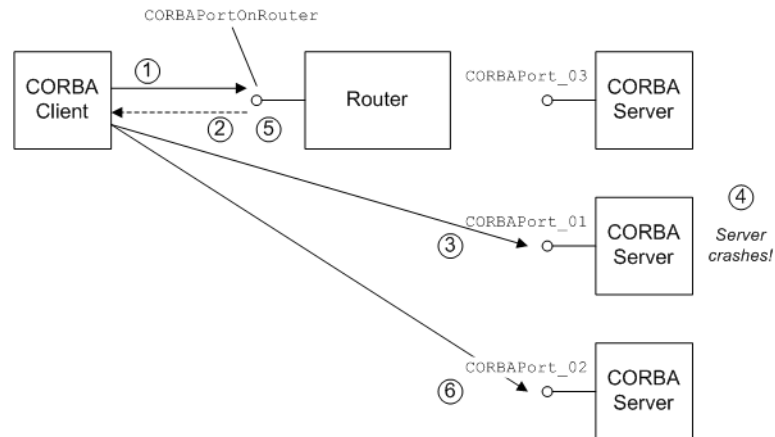 CORBAPortOnRouter
1
CORBA
Client
Router
CORBAPort_03
CORBA
Server
2
5
4
CORBAPort_01
CORBA
Server
3
Server
crashes!
CORBAPort_02
CORBA
Server
6